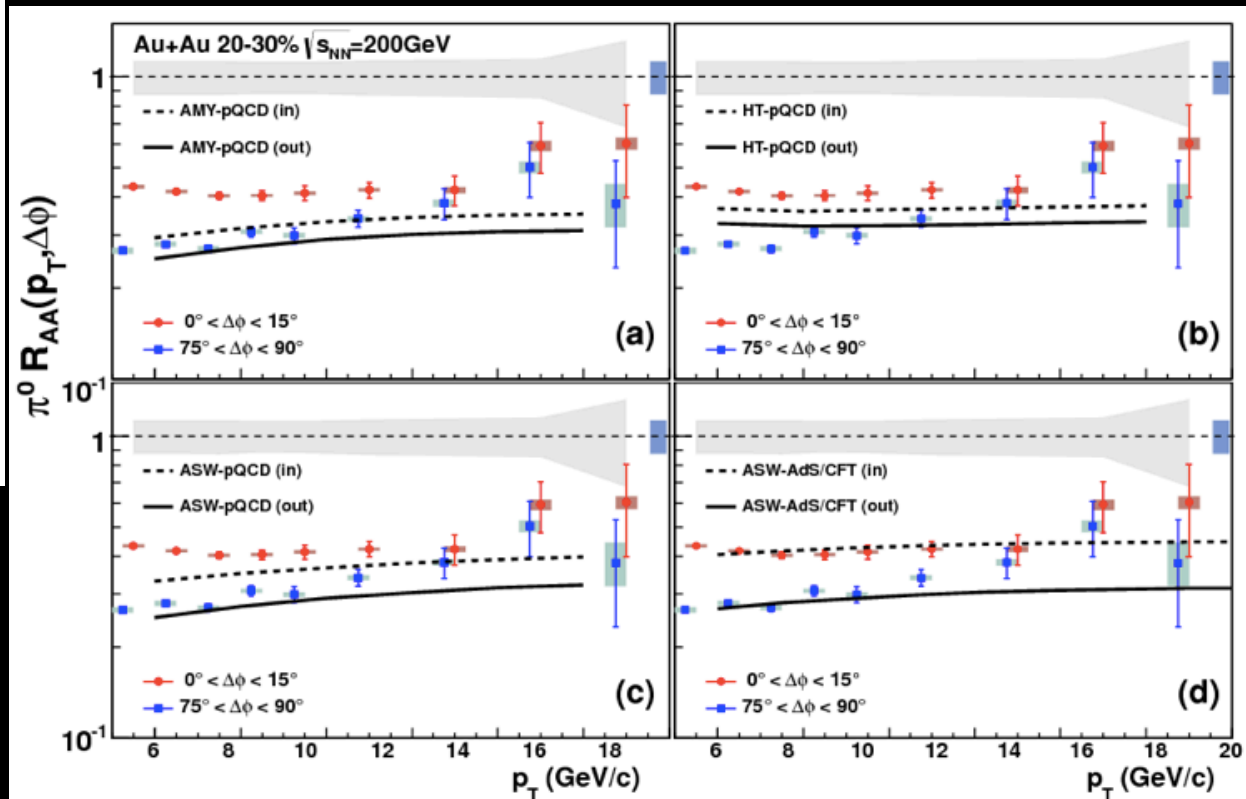 Au+Au 20-30% √s_NN=200GeV
1
AMY-pQCD (in)
AMY-pQCD (out)
0° < Δϕ < 15°
75° < Δϕ < 90°
(a)
HT-pQCD (in)
HT-pQCD (out)
0° < Δϕ < 15°
75° < Δϕ < 90°
(b)
π⁰ R_AA(p_T,Δϕ)
10⁻¹
1
ASW-pQCD (in)
ASW-pQCD (out)
0° < Δϕ < 15°
75° < Δϕ < 90°
(c)
ASW-AdS/CFT (in)
ASW-AdS/CFT (out)
0° < Δϕ < 15°
75° < Δϕ < 90°
(d)
10⁻¹
6 8 10 12 14 16 18
6 8 10 12 14 16 18 20
p_T (GeV/c)
p_T (GeV/c)